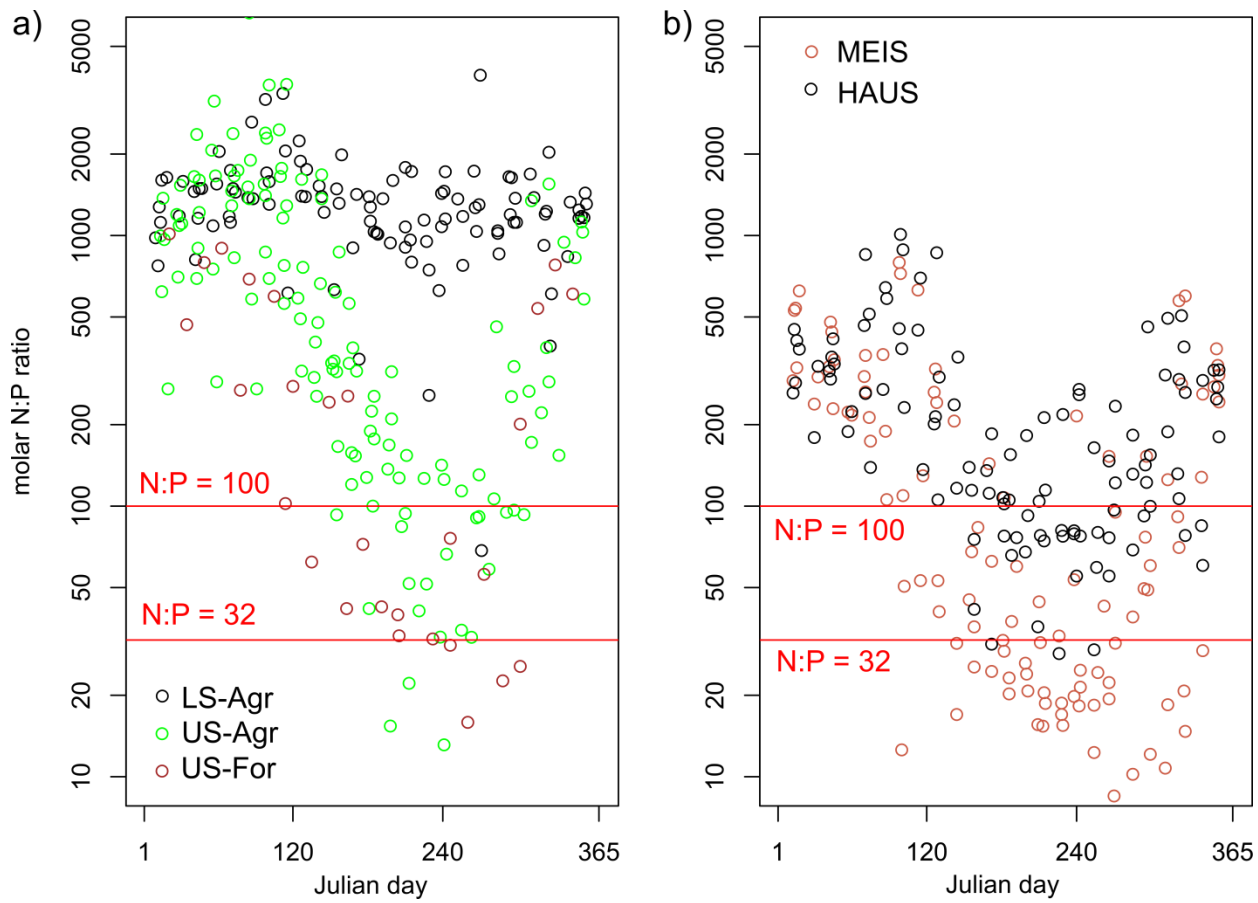 a)
molar N:P ratio
5000
2000
1000
500
200
100
50
20
10
N:P = 100
N:P = 32
LS-Agr
US-Agr
US-For
1 120 240 365
Julian day
b)
5000
2000
1000
500
200
100
50
20
10
MEIS
HAUS
N:P = 100
N:P = 32
1 120 240 365
Julian day